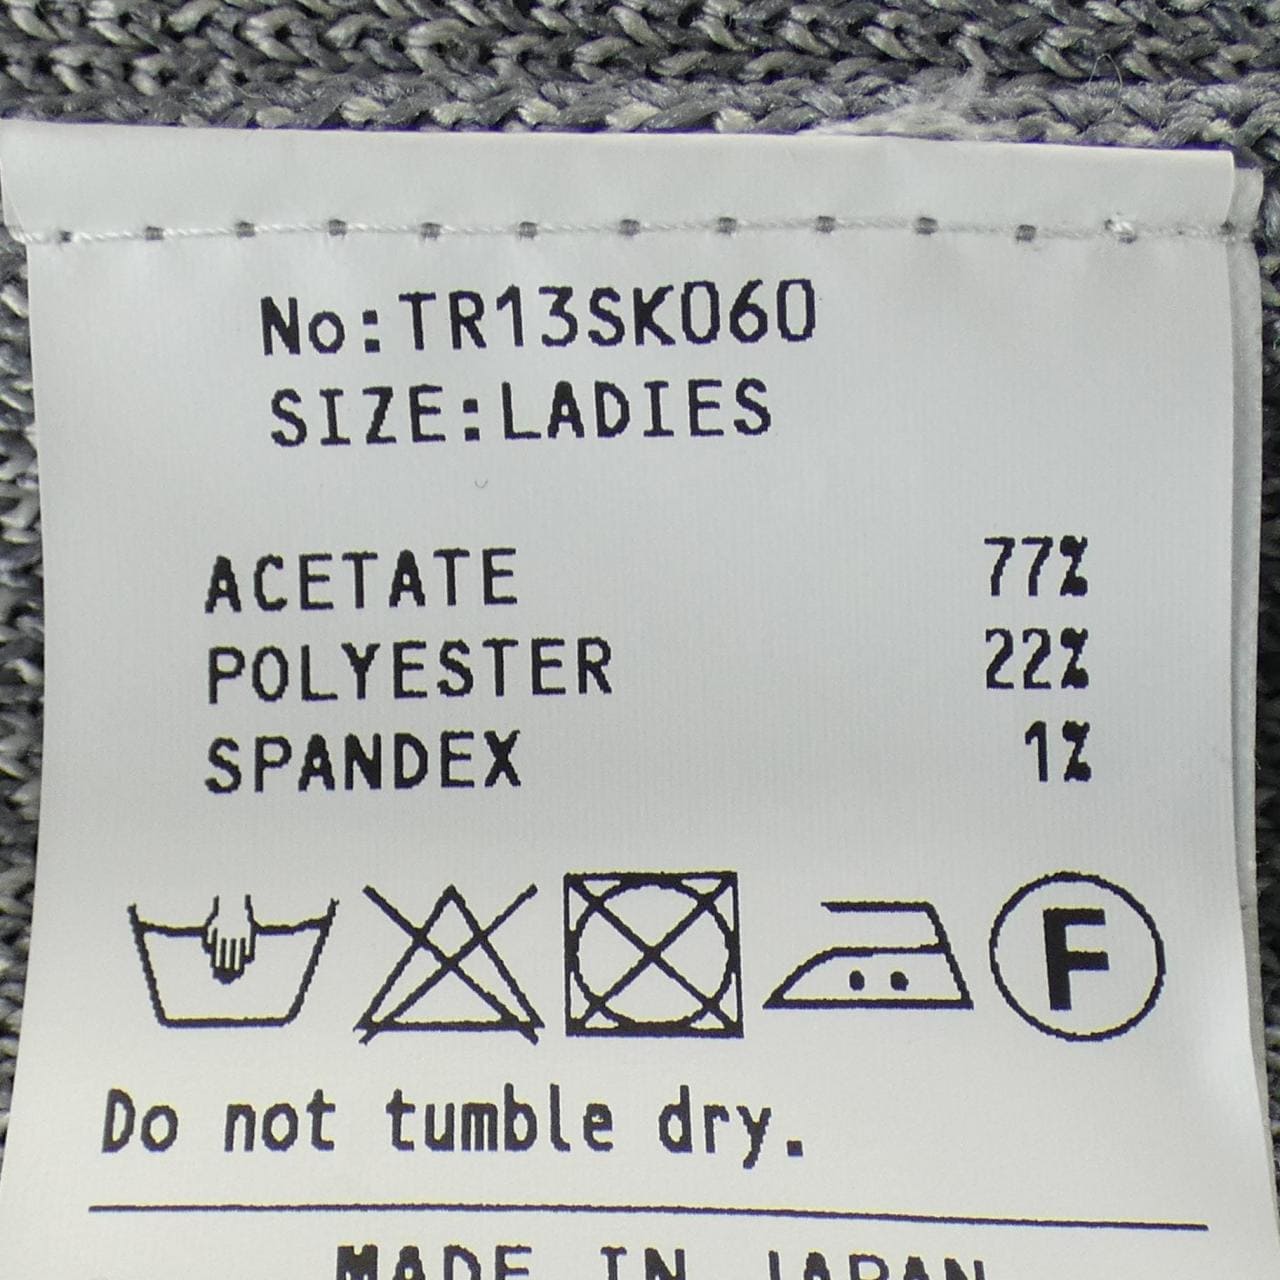 No:TR13SK060
SIZE:LADIES
ACETATE 77%
POLYESTER 22%
SPANDEX 1%
F
Do not tumble dry.
MADE IN JAPAN